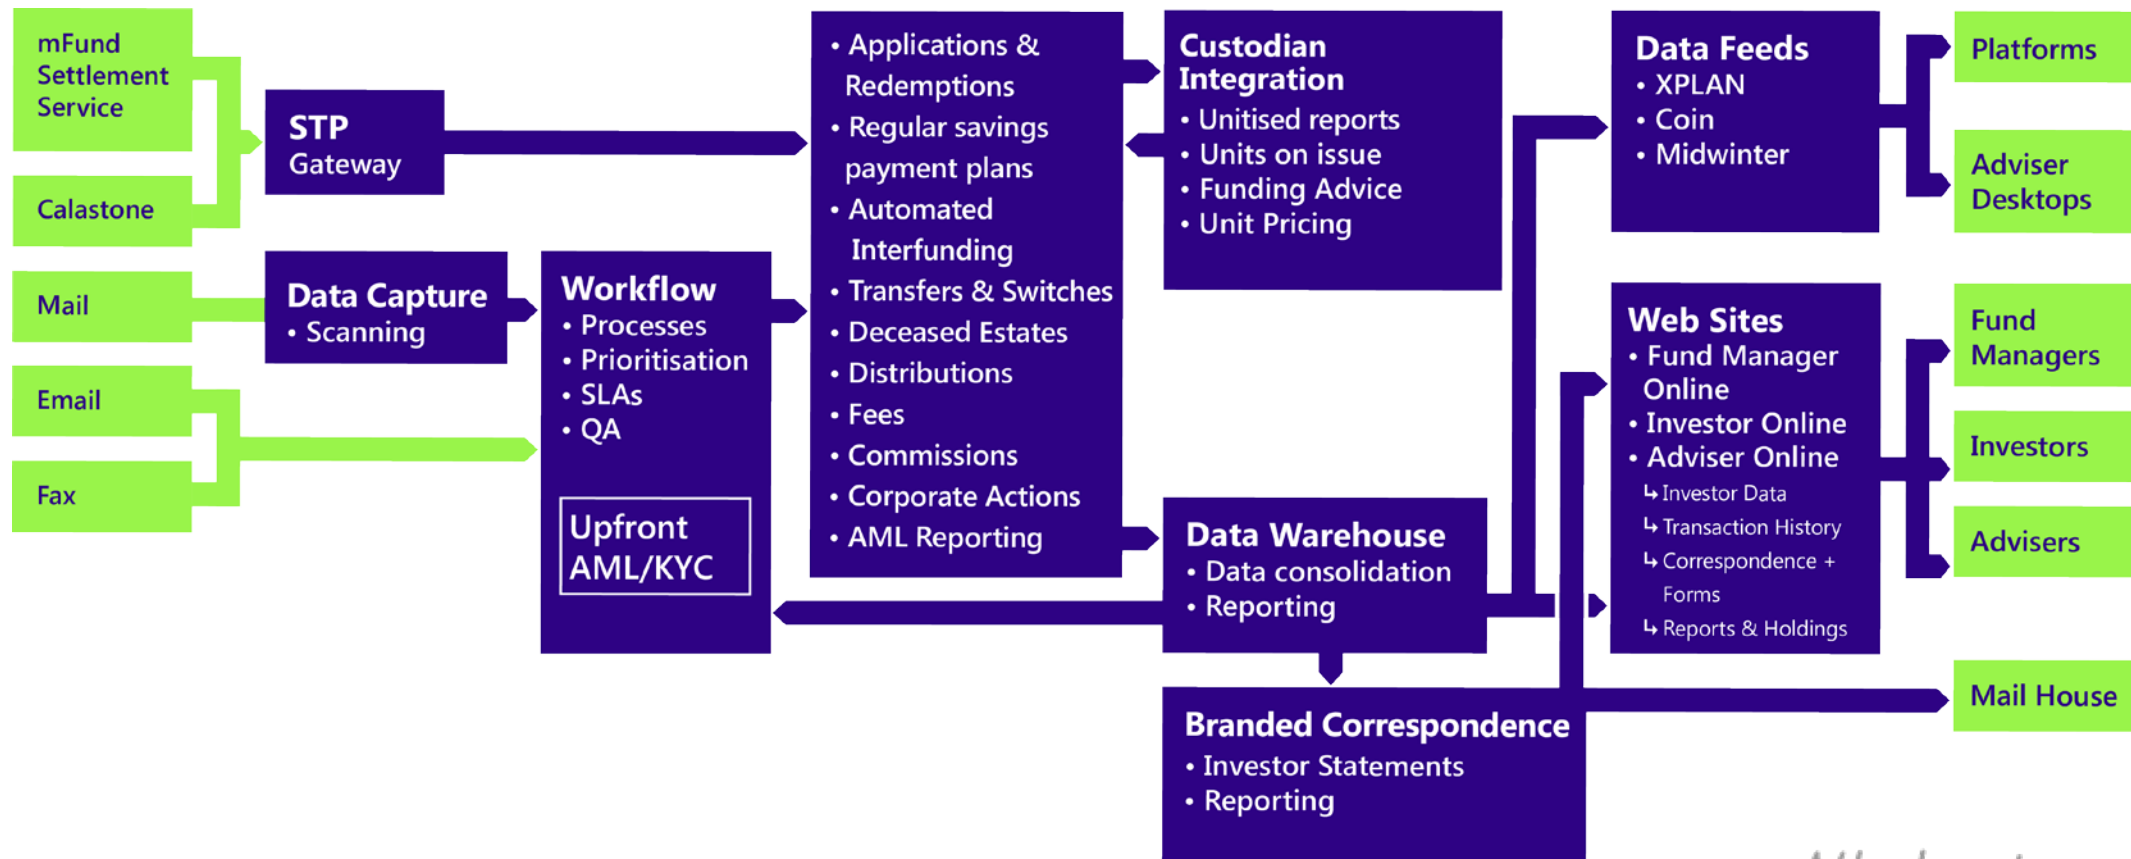 mFund
Settlement
Service
Calastone
Mail
Email
Fax
STP
Gateway
Data Capture
• Scanning
Workflow
• Processes
• Prioritisation
• SLAs
• QA
Upfront
AML/KYC
• Applications &
Redemptions
• Regular savings
payment plans
• Automated
Interfunding
• Transfers & Switches
• Deceased Estates
• Distributions
• Fees
• Commissions
• Corporate Actions
• AML Reporting
Custodian
Integration
• Unitised reports
• Units on issue
• Funding Advice
• Unit Pricing
Data Warehouse
• Data consolidation
• Reporting
Branded Correspondence
• Investor Statements
• Reporting
Data Feeds
• XPLAN
• Coin
• Midwinter
Web Sites
• Fund Manager
Online
• Investor Online
• Adviser Online
↳ Investor Data
↳ Transaction History
↳ Correspondence +
Forms
↳ Reports & Holdings
Platforms
Adviser
Desktops
Fund
Managers
Investors
Advisers
Mail House